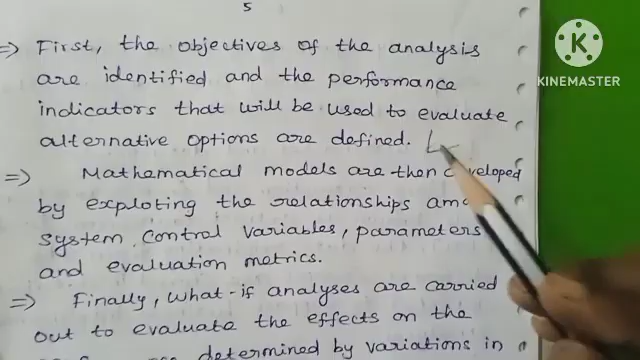 5
=> First, the objectives of the analysis
are identified and the performance
indicators that will be used to evaluate
alternative options are defined.
=> Mathematical models are then developed
by exploting the relationships
system control variables, parameters
and evaluation metrics.
=> Finally, what-if analyses are carried
out to evaluate the effects on the
determined by variations in
KINEMASTER